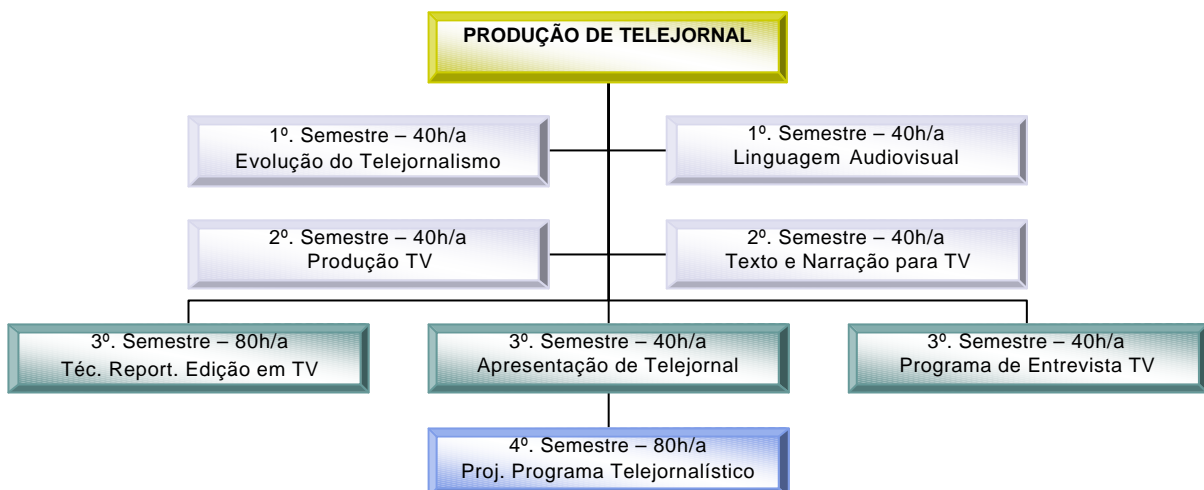 PRODUÇÃO DE TELEJORNAL
1º. Semestre – 40h/a
Evolução do Telejornalismo
1º. Semestre – 40h/a
Linguagem Audiovisual
2º. Semestre – 40h/a
Produção TV
2º. Semestre – 40h/a
Texto e Narração para TV
3º. Semestre – 80h/a
Téc. Report. Edição em TV
3º. Semestre – 40h/a
Apresentação de Telejornal
3º. Semestre – 40h/a
Programa de Entrevista TV
4º. Semestre – 80h/a
Proj. Programa Telejornalístico